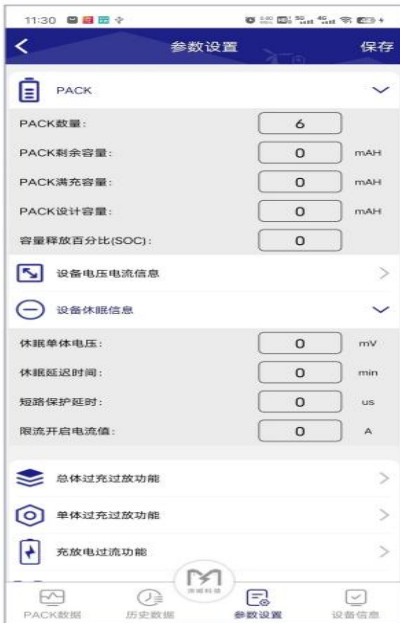 11:30
参数设置 保存
PACK
PACK数量: 6
PACK剩余容量: 0 mAH
PACK满充容量: 0 mAH
PACK设计容量: 0 mAH
容量释放百分比(SOC): 0
设备电压电流信息
设备休眠信息
休眠单体电压: 0 mV
休眠延迟时间: 0 min
短路保护延时: 0 us
限流开启电流值: 0 A
总体过充过放功能
单体过充过放功能
充放电过流功能
PACK数据 历史数据 参数设置 设备信息